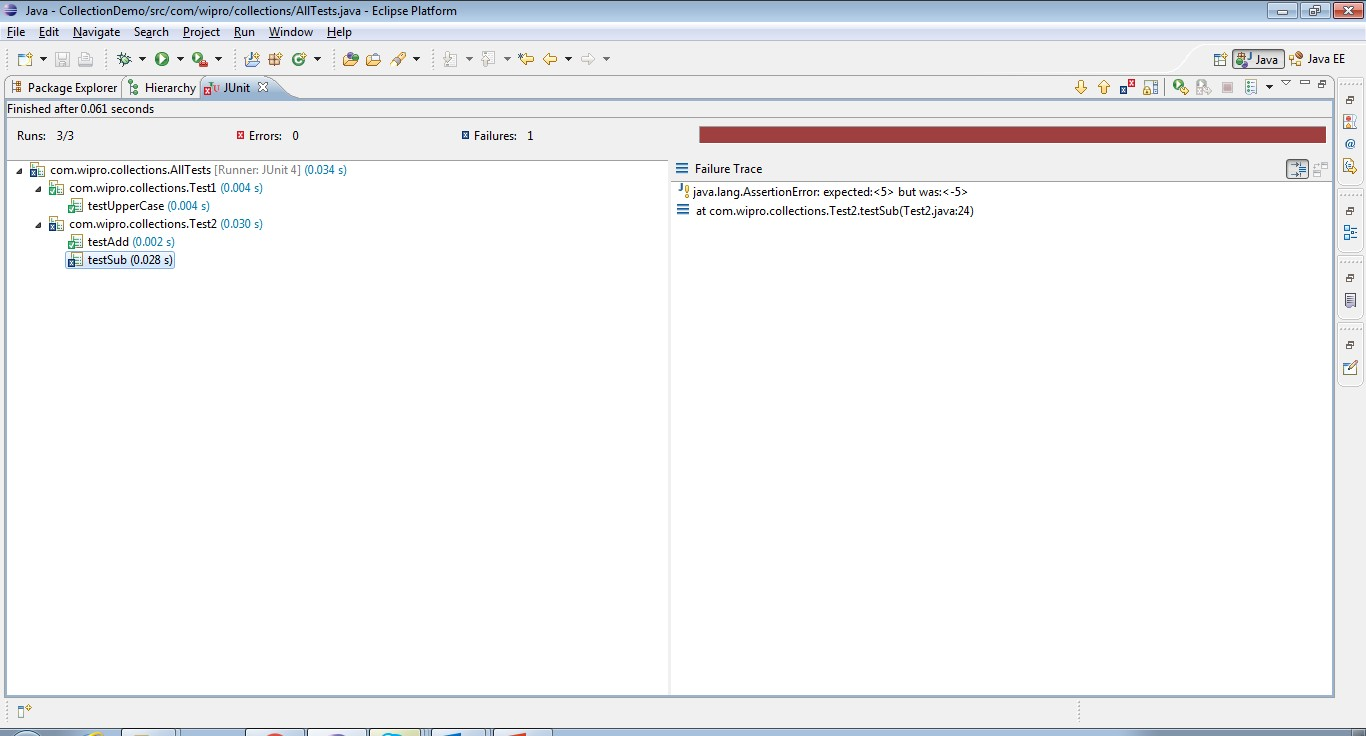 Java - CollectionDemo/src/com/wipro/collections/AllTests.java - Eclipse Platform
File Edit Navigate Search Project Run Window Help
Java Java EE
Package Explorer Hierarchy JUnit
Finished after 0.061 seconds
Runs: 3/3 Errors: 0 Failures: 1
com.wipro.collections.AllTests [Runner: JUnit 4] (0.034 s)
com.wipro.collections.Test1 (0.004 s)
testUpperCase (0.004 s)
com.wipro.collections.Test2 (0.030 s)
testAdd (0.002 s)
testSub (0.028 s)
Failure Trace
java.lang.AssertionError: expected:<5> but was:<-5>
at com.wipro.collections.Test2.testSub(Test2.java:24)